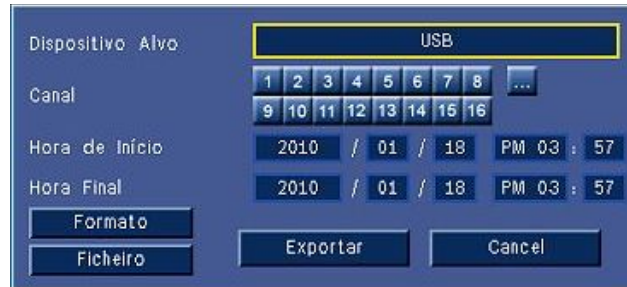 Dispositivo Alvo USB
Canal 1 2 3 4 5 6 7 8 ...
9 10 11 12 13 14 15 16
Hora de Início 2010 / 01 / 18 PM 03 : 57
Hora Final 2010 / 01 / 18 PM 03 : 57
Formato
Ficheiro Exportar Cancel